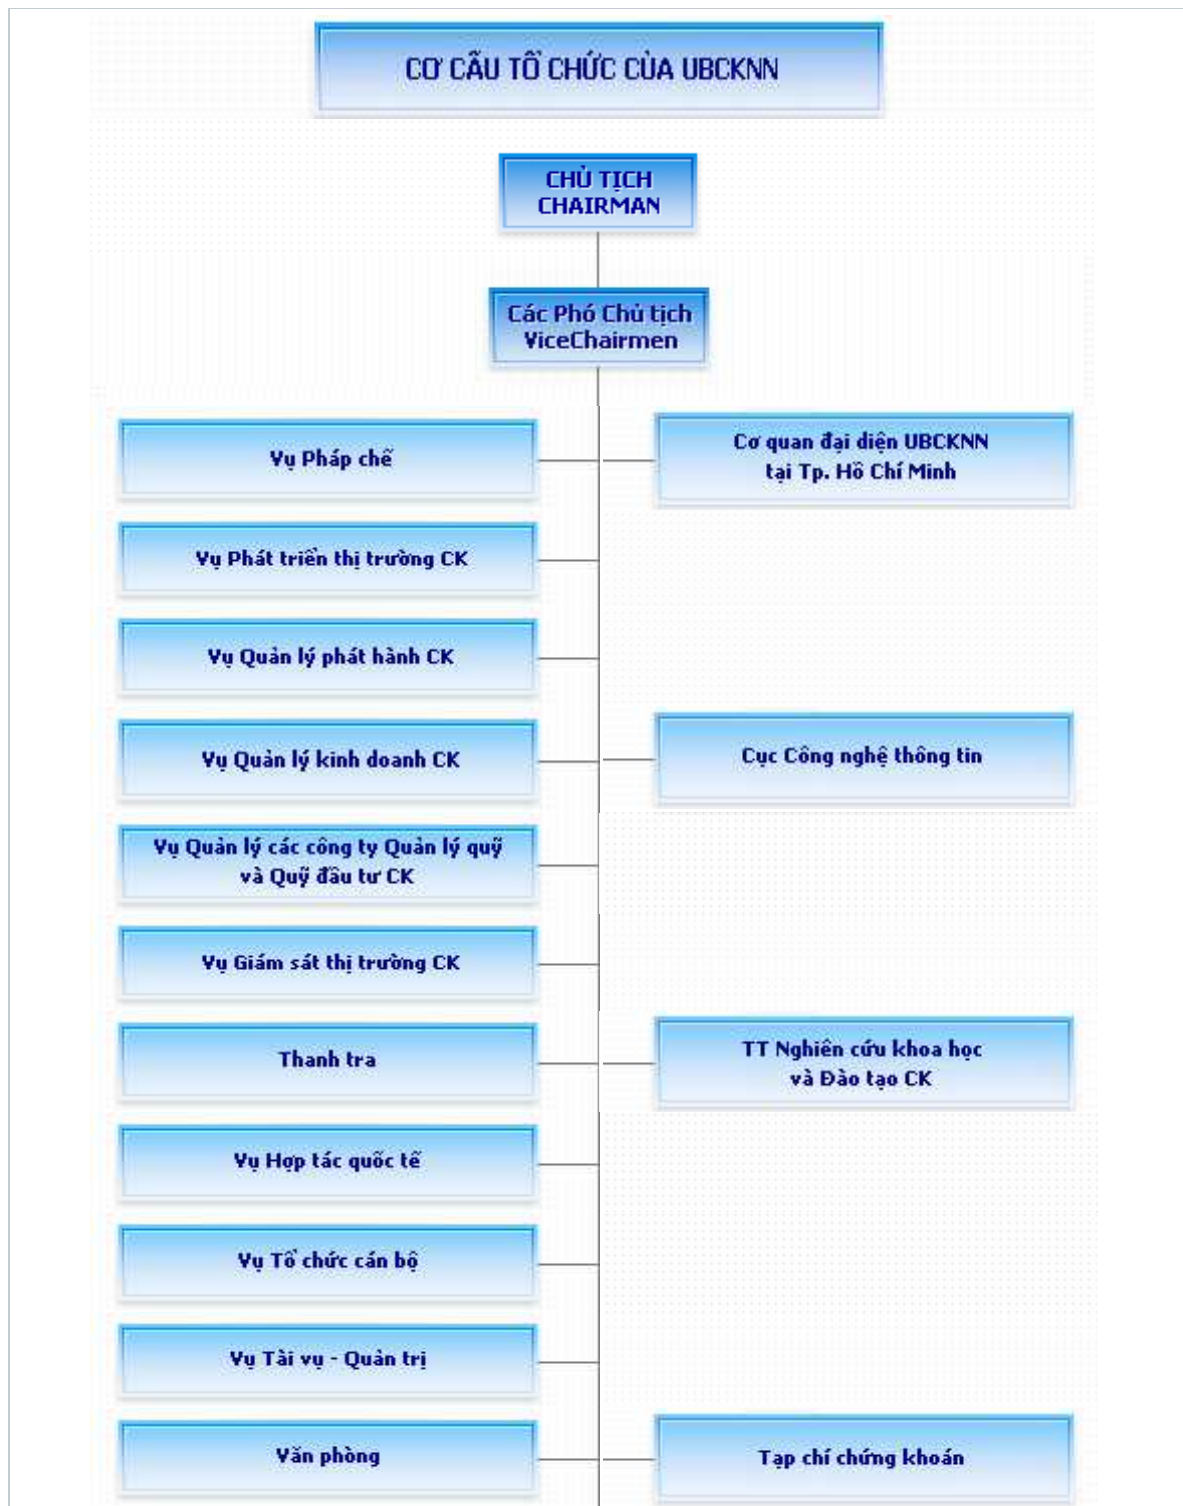 CƠ CẤU TỔ CHỨC CỦA UBCKNN
CHỦ TỊCH
CHAIRMAN
Các Phó Chủ tịch
ViceChairmen
Vụ Pháp chế
Cơ quan đại diện UBCKNN
tại Tp. Hồ Chí Minh
Vụ Phát triển thị trường CK
Vụ Quản lý phát hành CK
Vụ Quản lý kinh doanh CK
Cục Công nghệ thông tin
Vụ Quản lý các công ty Quản lý quỹ
và Quỹ đầu tư CK
Vụ Giám sát thị trường CK
Thanh tra
TT Nghiên cứu khoa học
và Đào tạo CK
Vụ Hợp tác quốc tế
Vụ Tổ chức cán bộ
Vụ Tài vụ - Quản trị
Văn phòng
Tạp chí chứng khoán